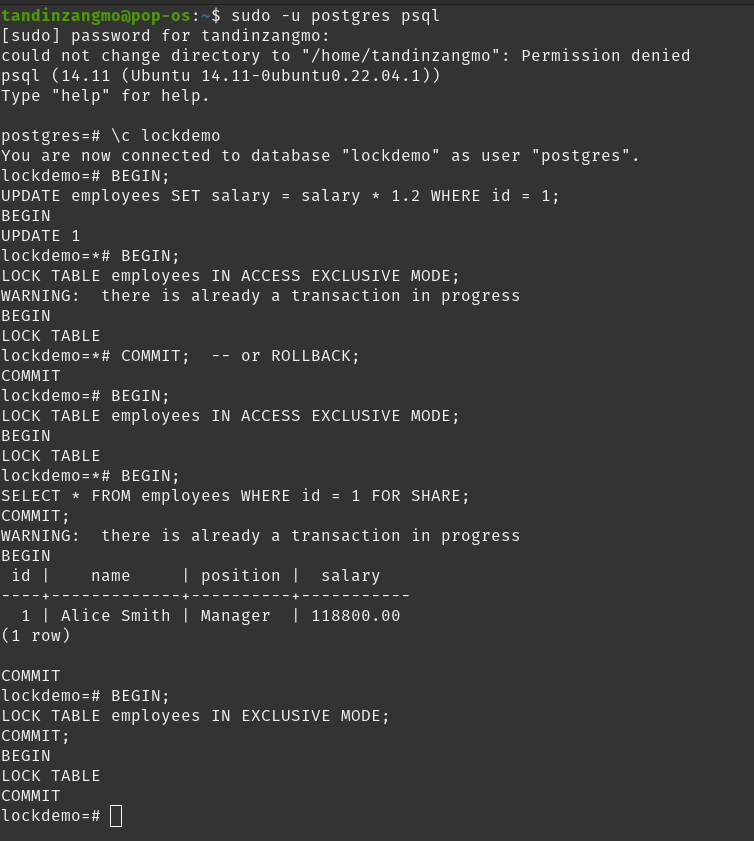 tandinzangmo@pop-os:~$ sudo -u postgres psql
[sudo] password for tandinzangmo:
could not change directory to "/home/tandinzangmo": Permission denied
psql (14.11 (Ubuntu 14.11-0ubuntu0.22.04.1))
Type "help" for help.

postgres=# \c lockdemo
You are now connected to database "lockdemo" as user "postgres".
lockdemo=# BEGIN;
UPDATE employees SET salary = salary * 1.2 WHERE id = 1;
BEGIN
UPDATE 1
lockdemo=*# BEGIN;
LOCK TABLE employees IN ACCESS EXCLUSIVE MODE;
WARNING:  there is already a transaction in progress
BEGIN
LOCK TABLE
lockdemo=*# COMMIT;  -- or ROLLBACK;
COMMIT
lockdemo=# BEGIN;
LOCK TABLE employees IN ACCESS EXCLUSIVE MODE;
BEGIN
LOCK TABLE
lockdemo=*# BEGIN;
SELECT * FROM employees WHERE id = 1 FOR SHARE;
COMMIT;
WARNING:  there is already a transaction in progress
BEGIN
 id |    name     | position |  salary
----+-------------+----------+-----------
  1 | Alice Smith | Manager  | 118800.00
(1 row)

COMMIT
lockdemo=# BEGIN;
LOCK TABLE employees IN EXCLUSIVE MODE;
COMMIT;
BEGIN
LOCK TABLE
COMMIT
lockdemo=#